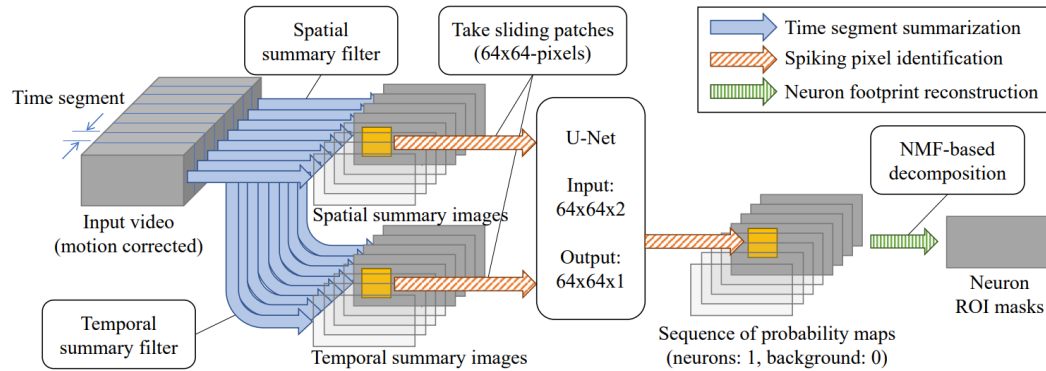 Spatial
summary filter
Take sliding patches
(64x64-pixels)
Time segment summarization
Spiking pixel identification
Neuron footprint reconstruction
Time segment
Input video
(motion corrected)
Spatial summary images
U-Net
Input:
64x64x2
Output:
64x64x1
NMF-based
decomposition
Temporal
summary filter
Temporal summary images
Sequence of probability maps
(neurons: 1, background: 0)
Neuron
ROI masks